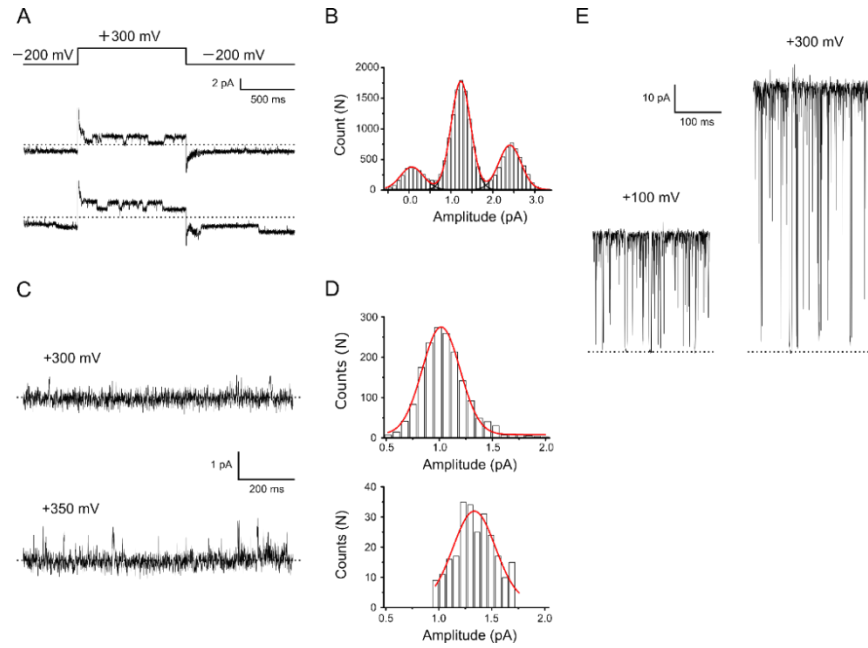 A
+300 mV
−200 mV
−200 mV
2 pA
500 ms
B
Count (N)
2000
1500
1000
500
0
0.0 1.0 2.0 3.0
Amplitude (pA)
C
+300 mV
1 pA
200 ms
+350 mV
D
Counts (N)
300
200
100
0
0.5 1.0 1.5 2.0
Amplitude (pA)
Counts (N)
40
30
20
10
0
0.5 1.0 1.5 2.0
Amplitude (pA)
E
+300 mV
10 pA
100 ms
+100 mV